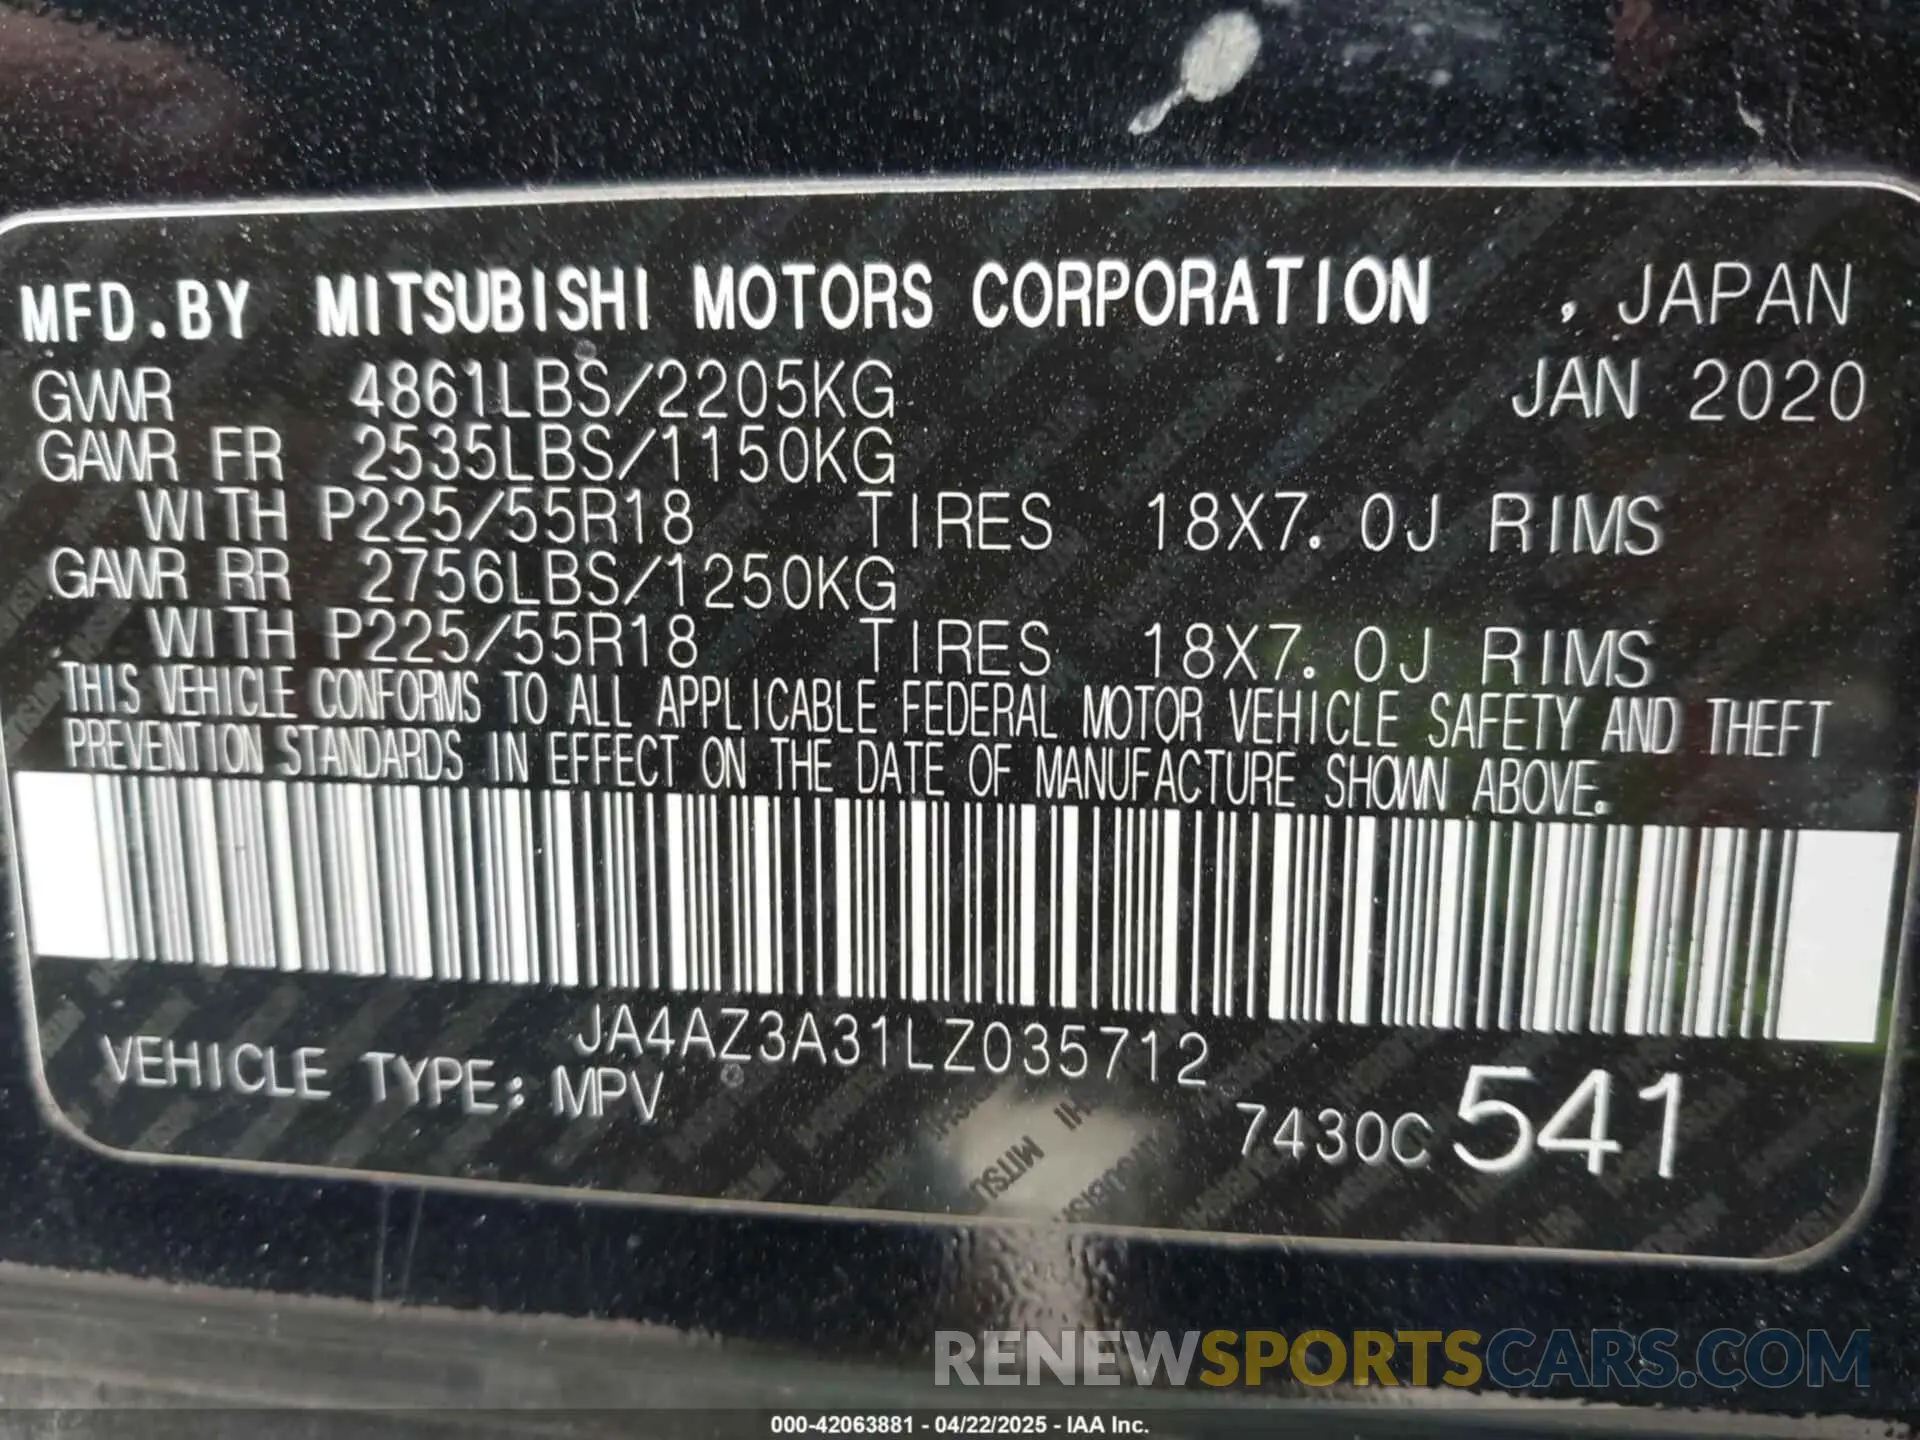 MFD.BY MITSUBISHI MOTORS CORPORATION , JAPAN
GVWR 4861LBS/2205KG JAN 2020
GAWR FR 2535LBS/1150KG
WITH P225/55R18 TIRES 18X7.0J RIMS
GAWR RR 2756LBS/1250KG
WITH P225/55R18 TIRES 18X7.0J RIMS
THIS VEHICLE CONFORMS TO ALL APPLICABLE FEDERAL MOTOR VEHICLE SAFETY AND THEFT
PREVENTION STANDARDS IN EFFECT ON THE DATE OF MANUFACTURE SHOWN ABOVE.
JA4AZ3A31LZ035712
VEHICLE TYPE: MPV
7430C 541
RENEWSPORTSCARS.COM
000-42063881 - 04/22/2025 - IAA Inc.